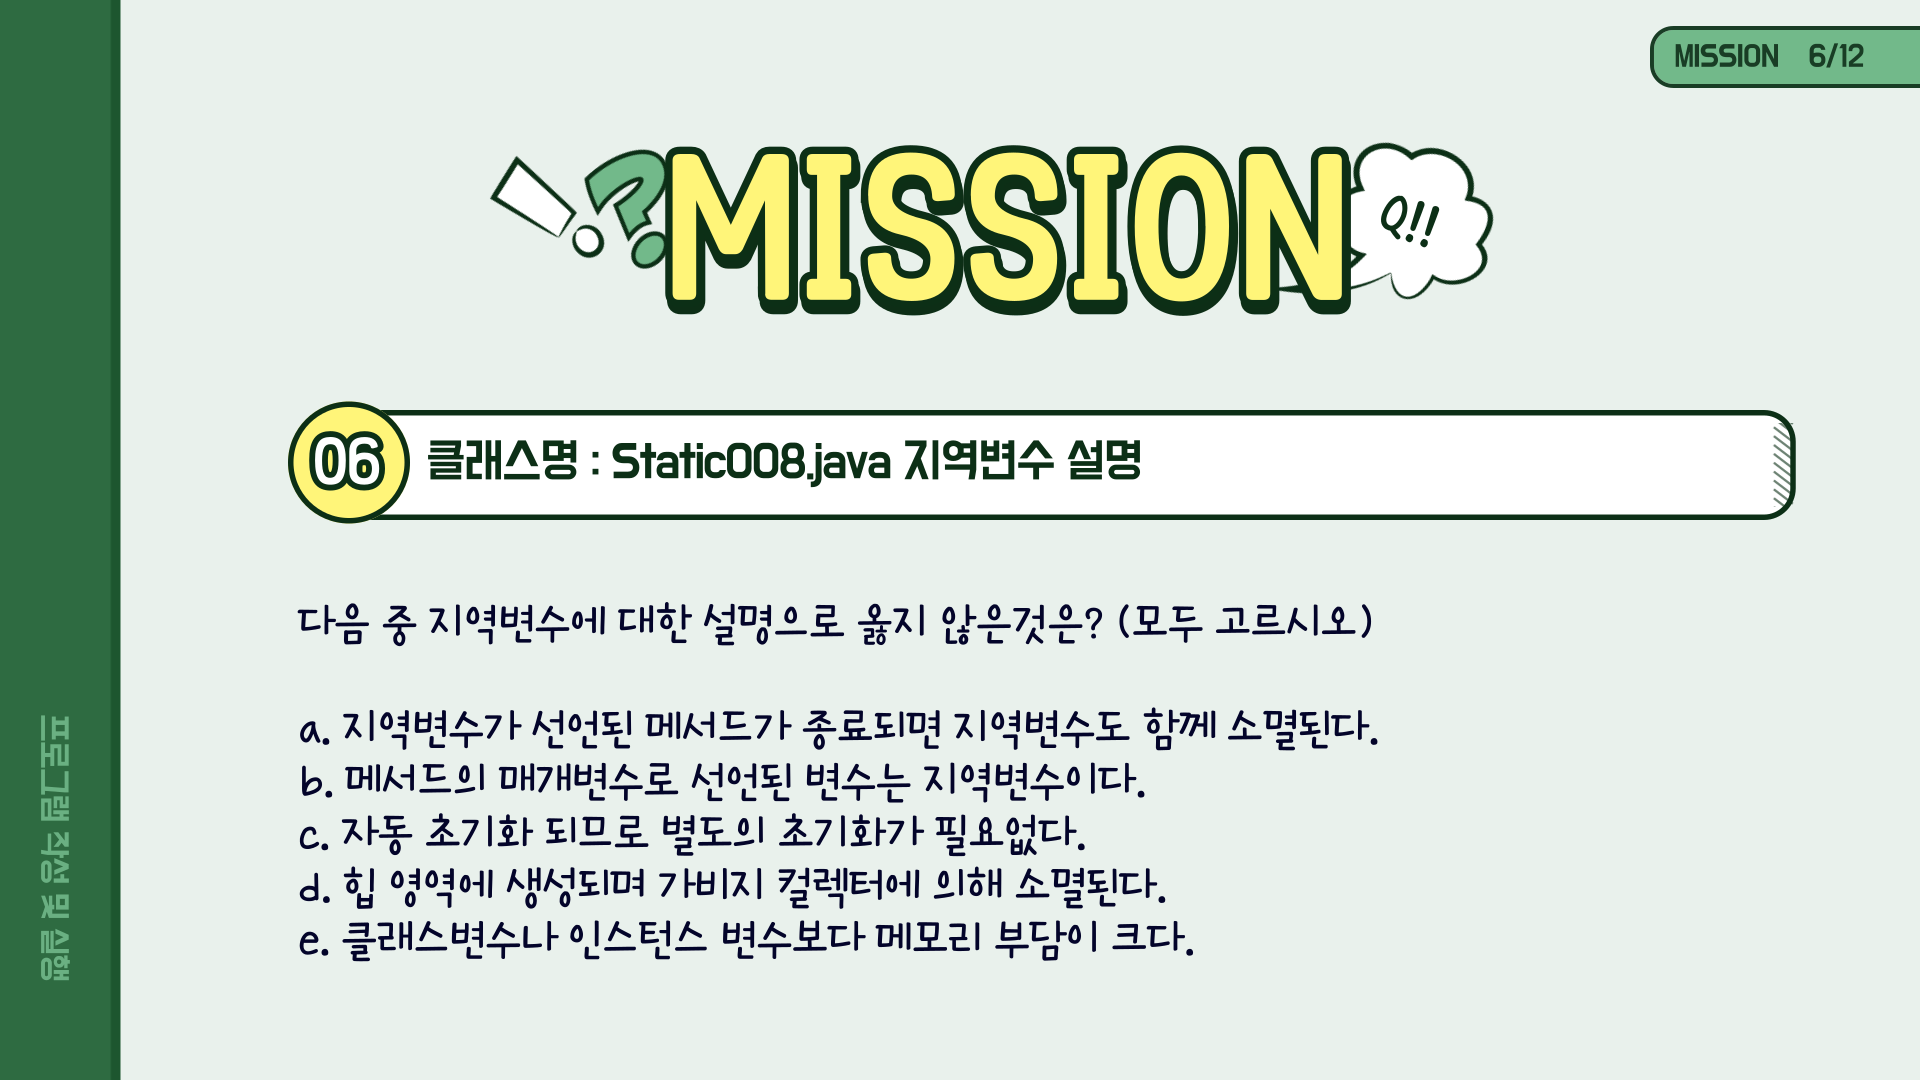 MISSION 6/12
!?MISSION
Q!!
06 클래스명 : Static008.java 지역변수 설명
다음 중 지역변수에 대한 설명으로 옳지 않은것은? (모두 고르시오)
a. 지역변수가 선언된 메서드가 종료되면 지역변수도 함께 소멸된다.
b. 메서드의 매개변수로 선언된 변수는 지역변수이다.
c. 자동 초기화 되므로 별도의 초기화가 필요없다.
d. 힙 영역에 생성되며 가비지 컬렉터에 의해 소멸된다.
e. 클래스변수나 인스턴스 변수보다 메모리 부담이 크다.
프로그램 작성 및 실행